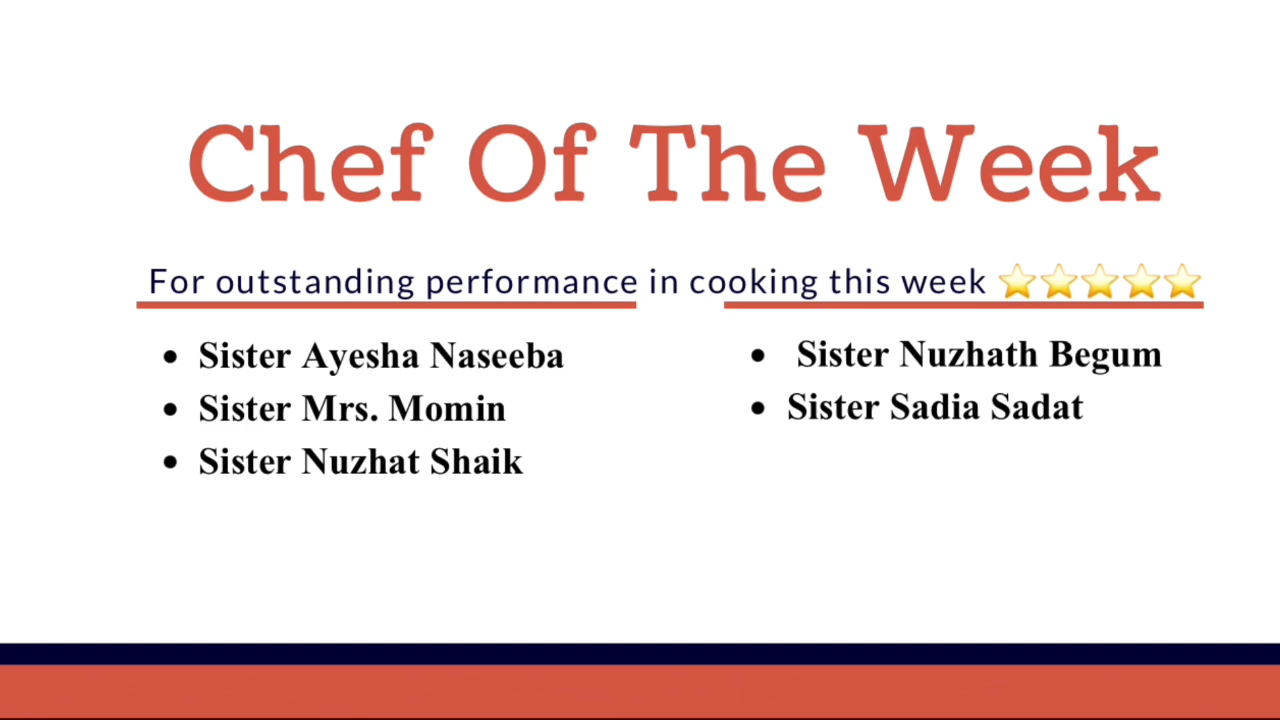 Chef Of The Week
For outstanding performance in cooking this week ⭐⭐⭐⭐⭐
• Sister Ayesha Naseeba
• Sister Mrs. Momin
• Sister Nuzhat Shaik
• Sister Nuzhath Begum
• Sister Sadia Sadat